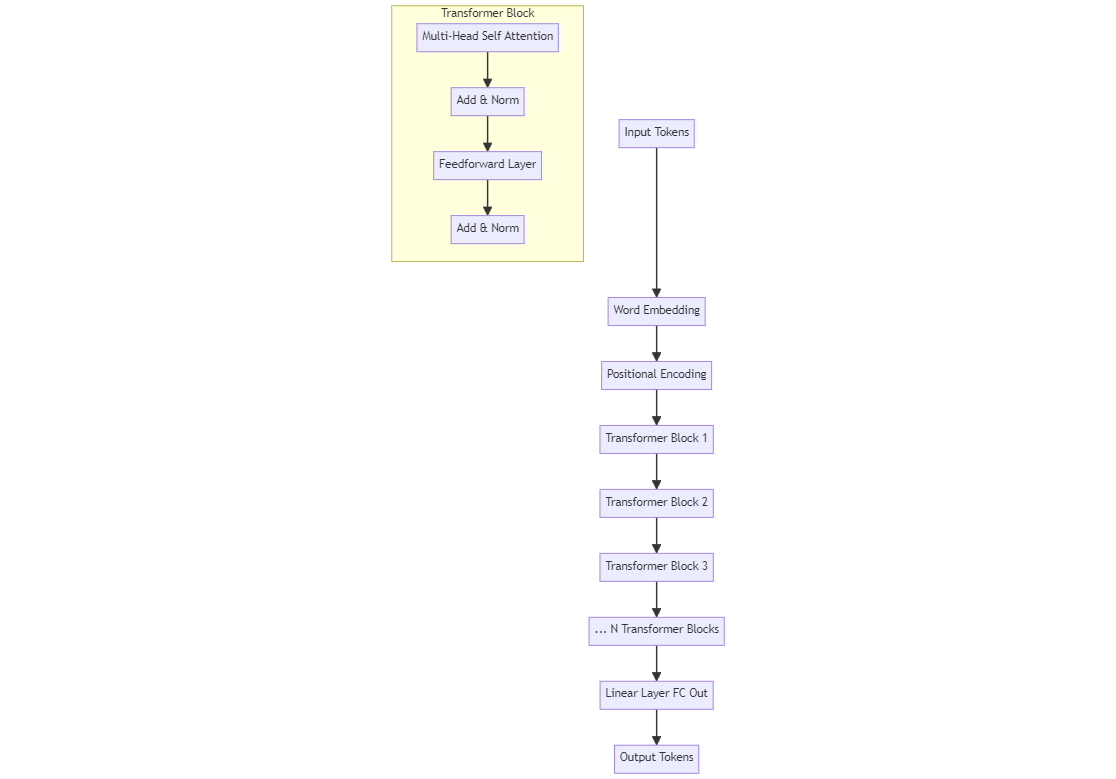 Transformer Block
Multi-Head Self Attention
Add & Norm
Feedforward Layer
Add & Norm
Input Tokens
Word Embedding
Positional Encoding
Transformer Block 1
Transformer Block 2
Transformer Block 3
... N Transformer Blocks
Linear Layer FC Out
Output Tokens